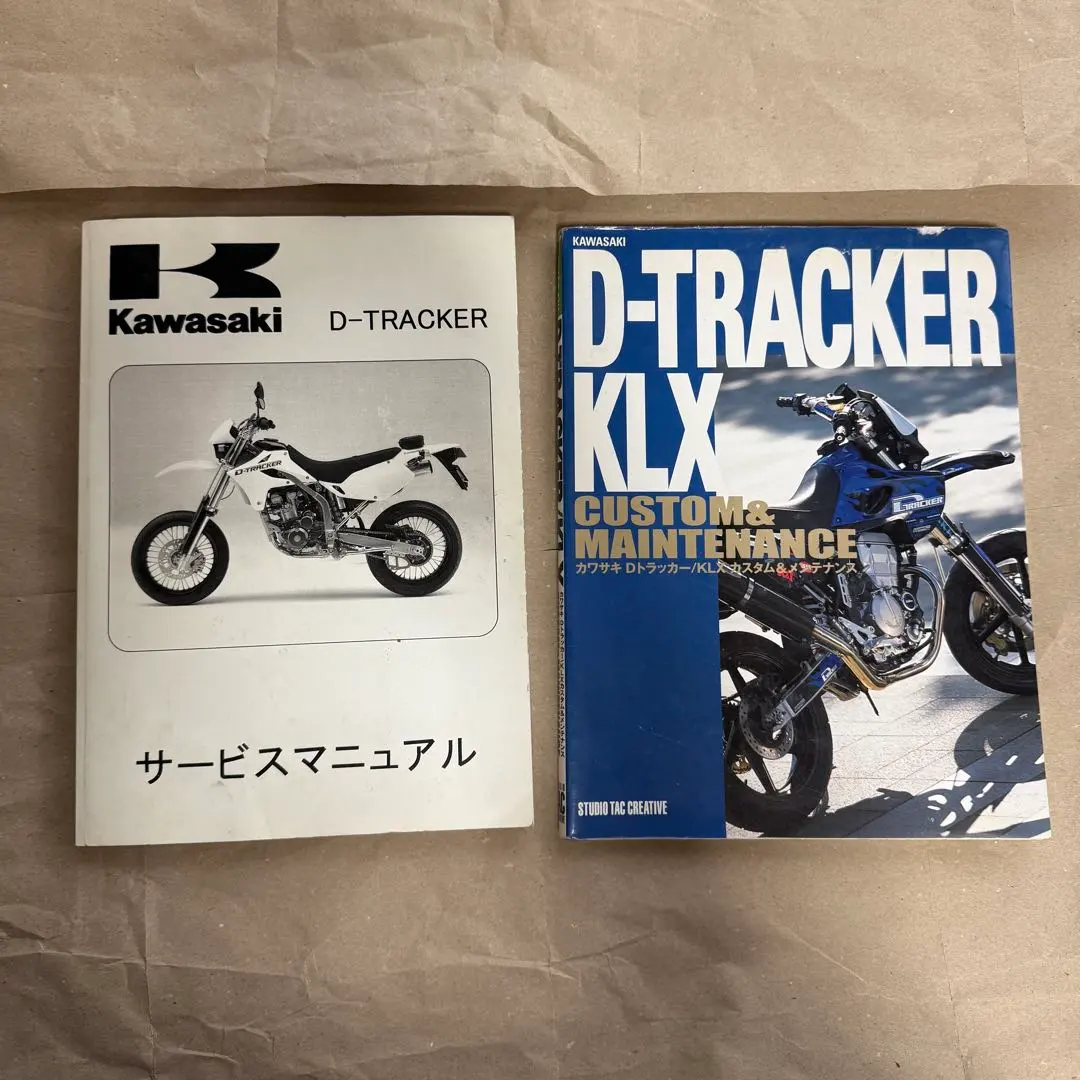 Kawasaki
D-TRACKER
D-TRACKER
サービスマニュアル
KAWASAKI
D-TRACKER
KLX
CUSTOM&
MAINTENANCE
カワサキ Dトラッカー/KLX カスタム&メンテナンス
D-TRACKER
STUDIO TAC CREATIVE